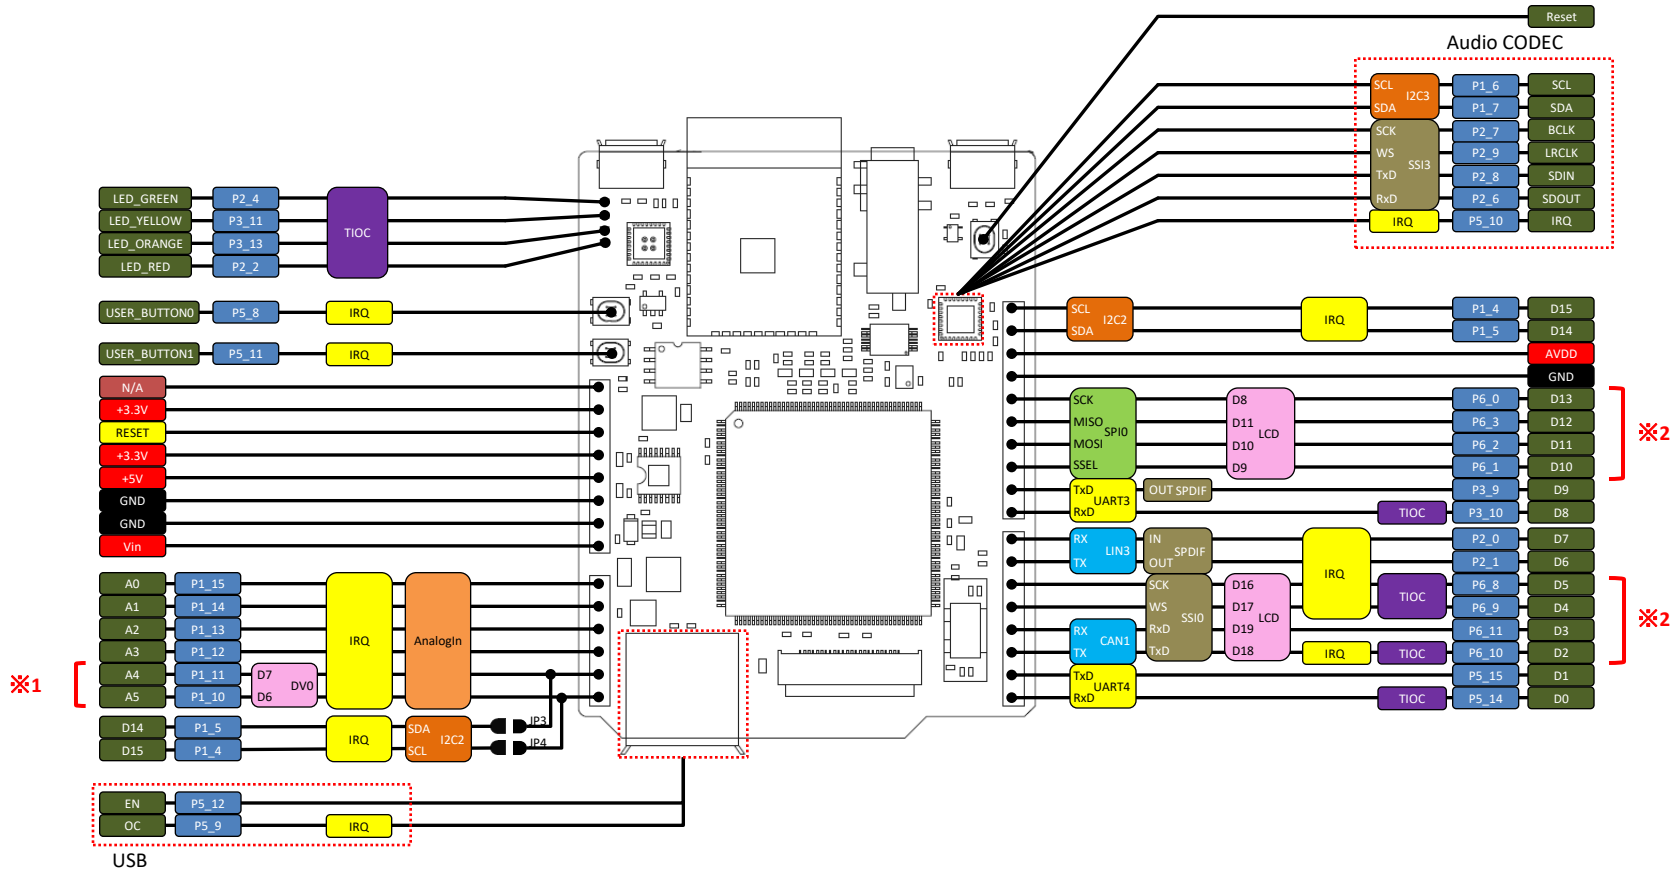 Reset
Audio CODEC
SCL I2C3 P1_6 SCL
SDA P1_7 SDA
SCK P2_7 BCLK
WS SSI3 P2_9 LRCLK
TxD P2_8 SDIN
RxD P2_6 SDOUT
IRQ P5_10 IRQ
LED_GREEN P2_4
LED_YELLOW P3_11
TIOC
LED_ORANGE P3_13
LED_RED P2_2
USER_BUTTON0 P5_8 IRQ
USER_BUTTON1 P5_11 IRQ
N/A
+3.3V
RESET
+3.3V
+5V
GND
GND
Vin
A0 P1_15
A1 P1_14
A2 P1_13
IRQ AnalogIn
A3 P1_12
※1
A4 P1_11 D7
DV0
A5 P1_10 D6
D14 P1_5 SDA JP3
IRQ I2C2
D15 P1_4 SCL JP4
EN P5_12
OC P5_9 IRQ
USB
SCL P1_4 D15
I2C2 IRQ
SDA P1_5 D14
AVDD
GND
SCK D8 P6_0 D13
MISO D11 P6_3 D12
SPI0 LCD ※2
MOSI D10 P6_2 D11
SSEL D9 P6_1 D10
TxD OUT SPDIF P3_9 D9
UART3
RxD TIOC P3_10 D8
RX IN P2_0 D7
LIN3 SPDIF
TX OUT P2_1 D6
IRQ
SCK D16 P6_8 D5
TIOC
WS D17 P6_9 D4
SSI0 LCD ※2
RX RxD D19 P6_11 D3
CAN1
TX TxD D18 IRQ TIOC P6_10 D2
TxD P5_15 D1
UART4
RxD TIOC P5_14 D0